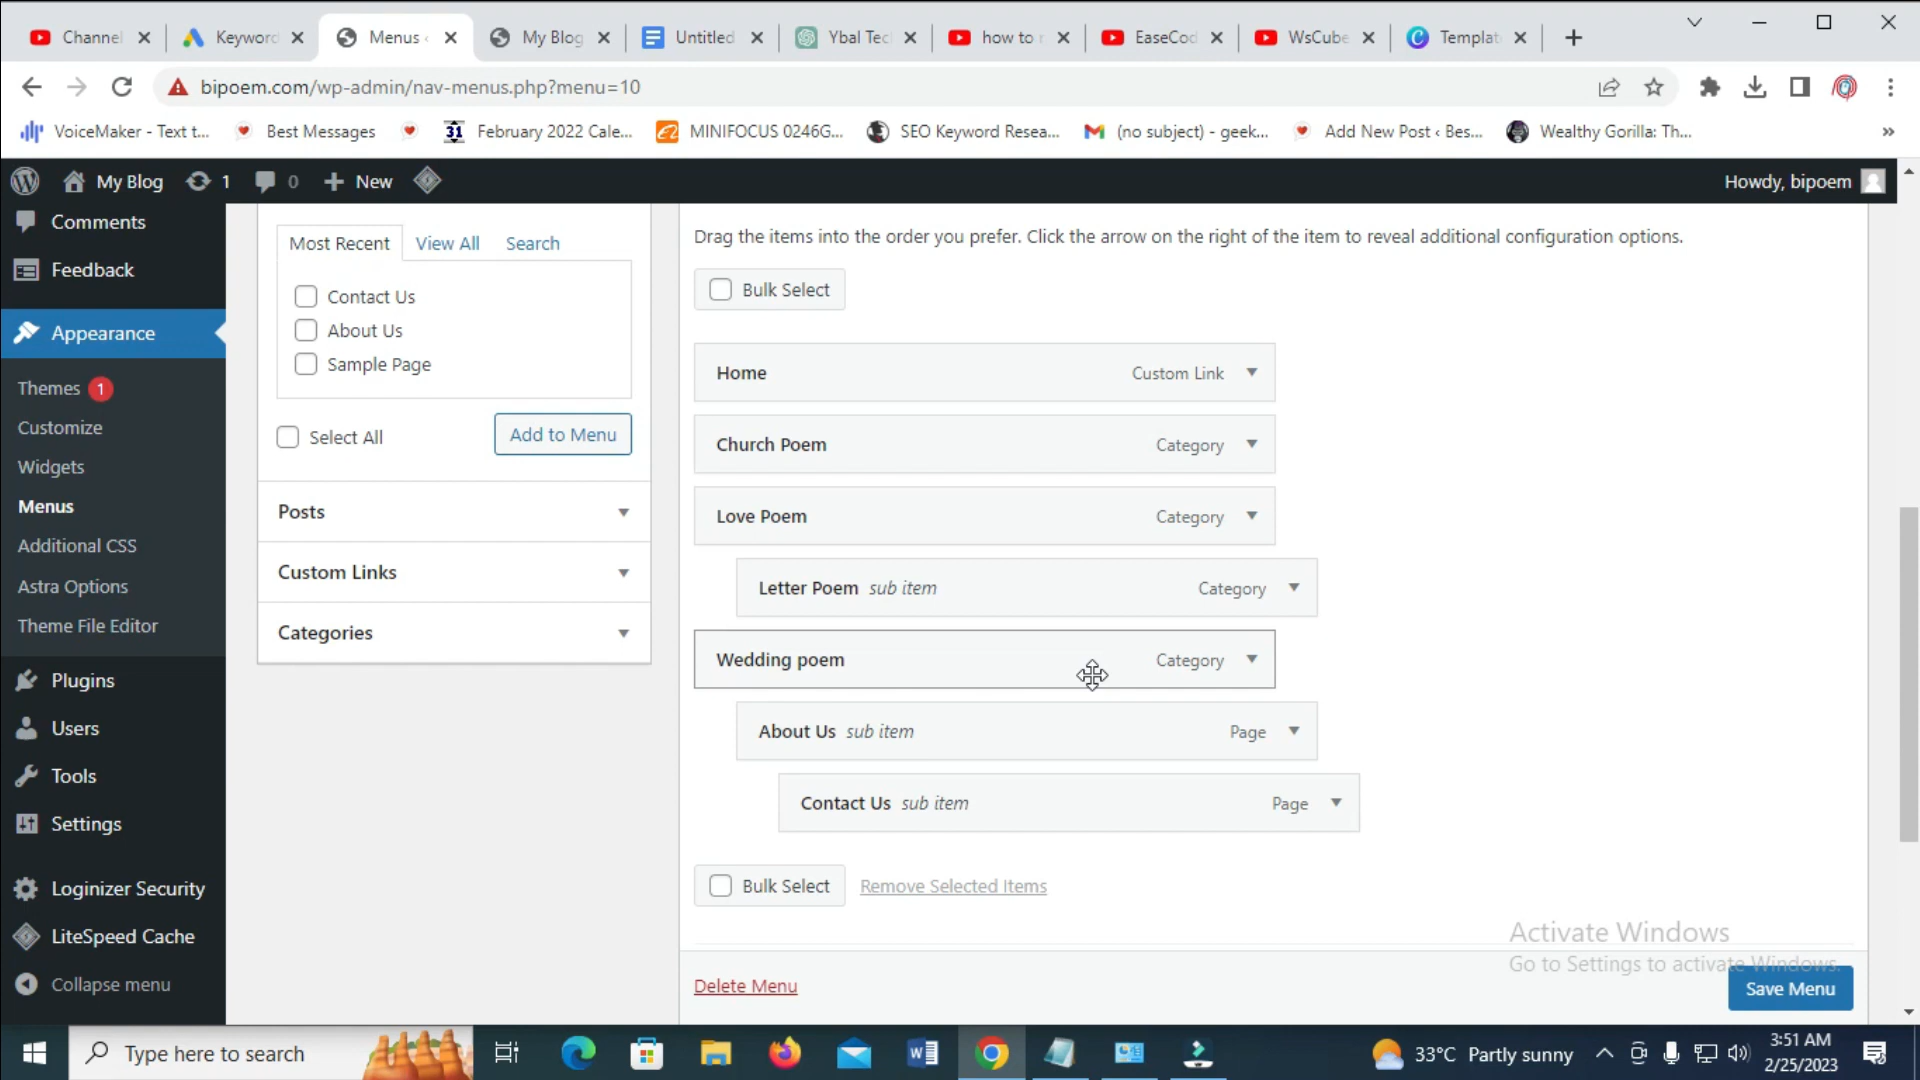 Channel
Keyword
Menus ‹
My Blog
Untitled
Ybal Tec
how to r
EaseCod
WsCube
Templat
bipoem.com/wp-admin/nav-menus.php?menu=10
VoiceMaker - Text t...
Best Messages
31
February 2022 Cale...
MINIFOCUS 0246G...
SEO Keyword Resea...
(no subject) - geek...
Add New Post ‹ Bes...
Wealthy Gorilla: Th...
»
My Blog
1
0
+ New
Howdy, bipoem
Comments
Feedback
Appearance
Themes 1
Customize
Widgets
Menus
Additional CSS
Astra Options
Theme File Editor
Plugins
Users
Tools
Settings
Loginizer Security
LiteSpeed Cache
Collapse menu
Most Recent
View All
Search
Contact Us
About Us
Sample Page
Select All
Add to Menu
Posts
Custom Links
Categories
Drag the items into the order you prefer. Click the arrow on the right of the item to reveal additional configuration options.
Bulk Select
Home Custom Link
Church Poem Category
Love Poem Category
Letter Poem sub item Category
Wedding poem Category
About Us sub item Page
Contact Us sub item Page
Bulk Select Remove Selected Items
Activate Windows
Go to Settings to activate Windows.
Delete Menu
Save Menu
Type here to search
33°C Partly sunny
3:51 AM
2/25/2023